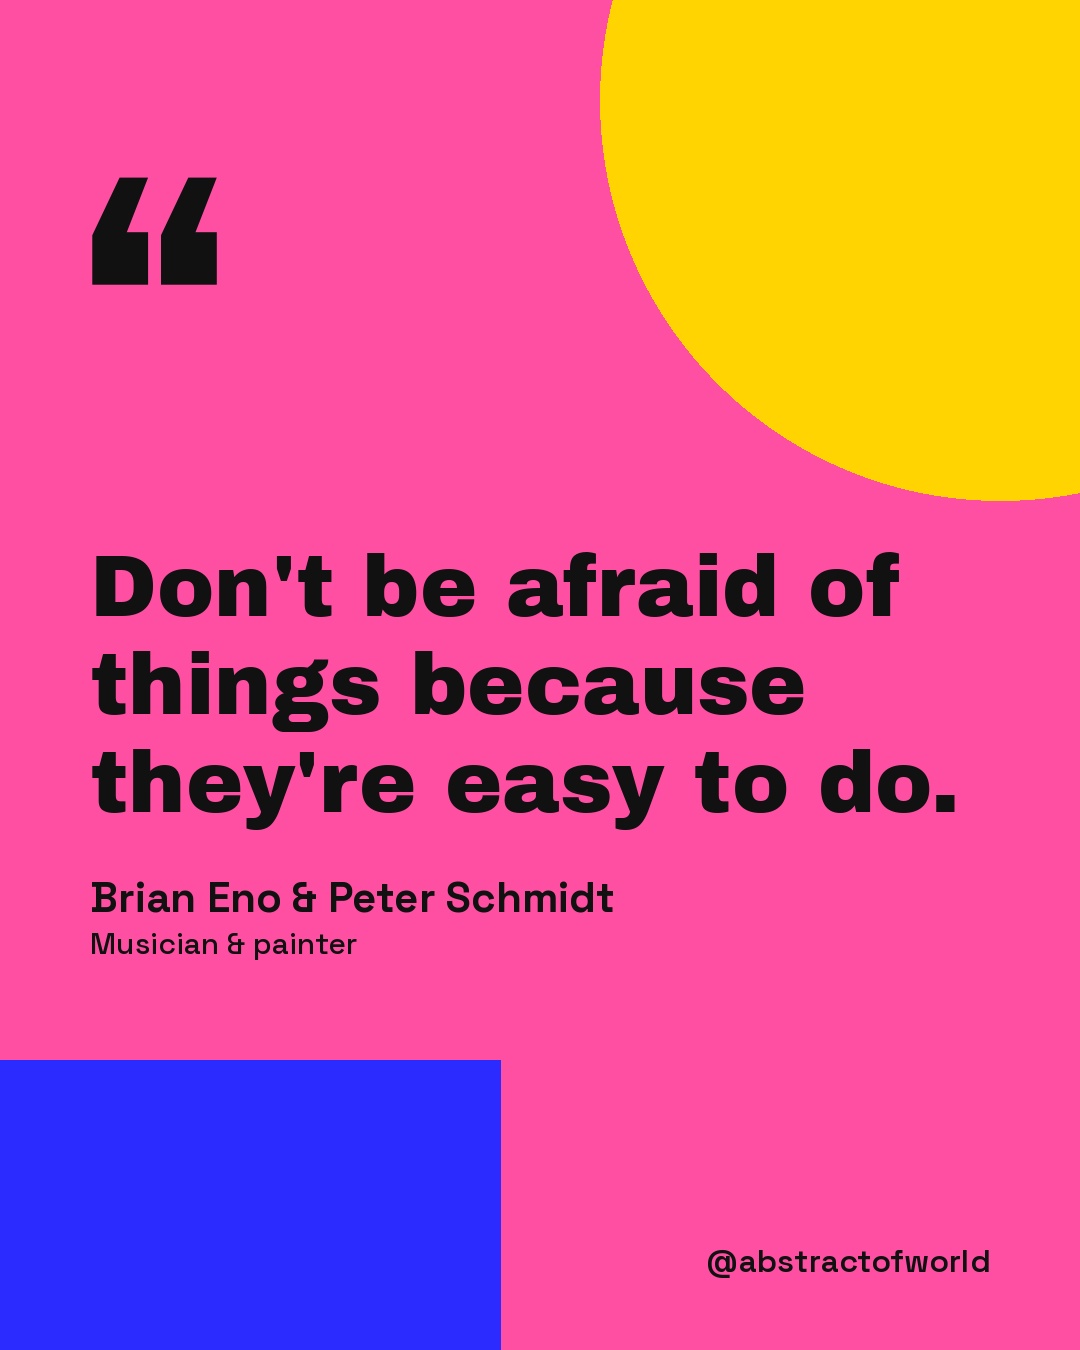 “
Don't be afraid of
things because
they're easy to do.
Brian Eno & Peter Schmidt
Musician & painter
@abstractofworld